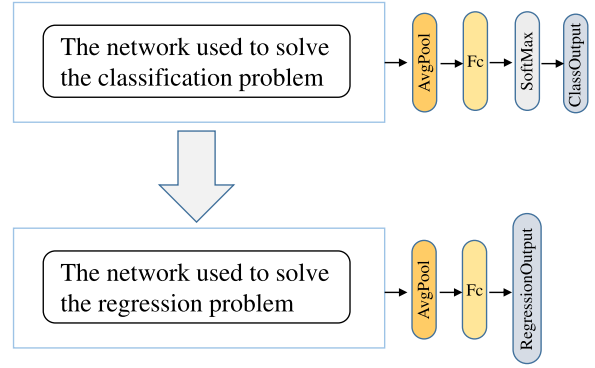 The network used to solve
the classification problem
AvgPool
Fc
SoftMax
ClassOutput
The network used to solve
the regression problem
AvgPool
Fc
RegressionOutput